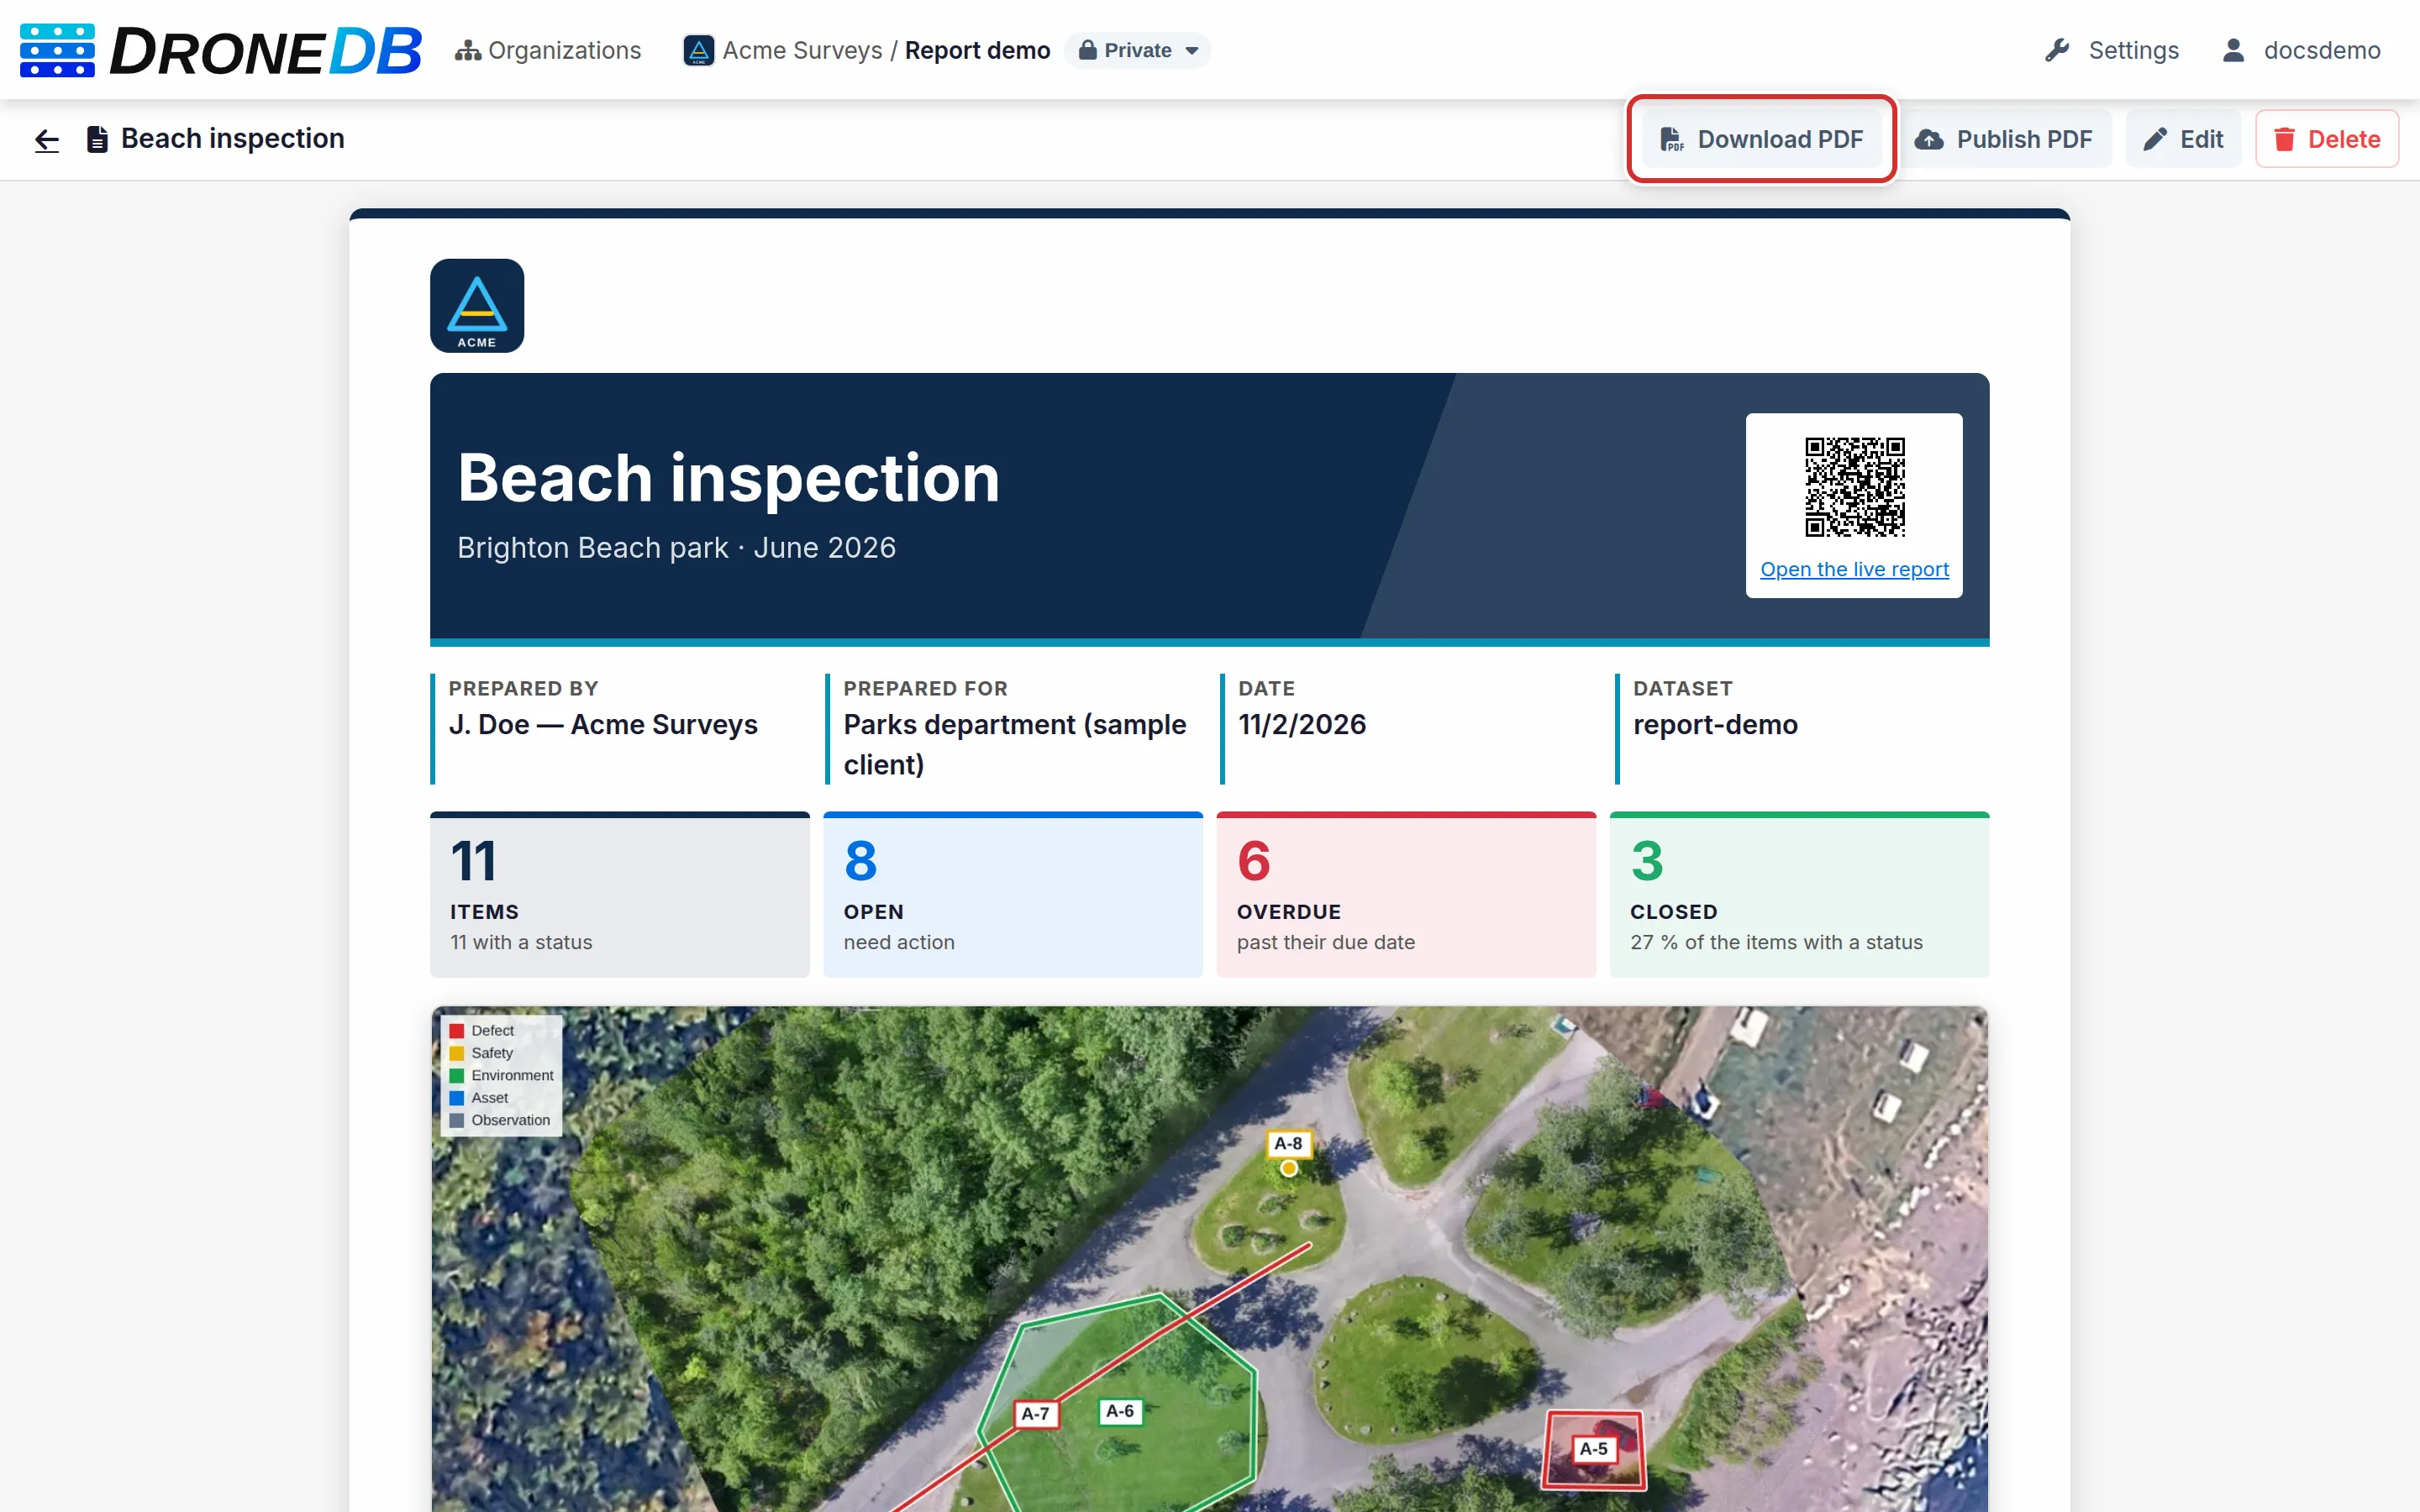 DRONEDB
Organizations
Acme Surveys / Report demo
Private
Settings
docsdemo
Beach inspection
Download PDF
Publish PDF
Edit
Delete
ACME
Beach inspection
Brighton Beach park · June 2026
Open the live report
PREPARED BY
J. Doe — Acme Surveys
PREPARED FOR
Parks department (sample
client)
DATE
11/2/2026
DATASET
report-demo
11
ITEMS
11 with a status
8
OPEN
need action
6
OVERDUE
past their due date
3
CLOSED
27 % of the items with a status
Defect
Safety
Environment
Asset
Observation
A-8
A-7
A-6
A-5